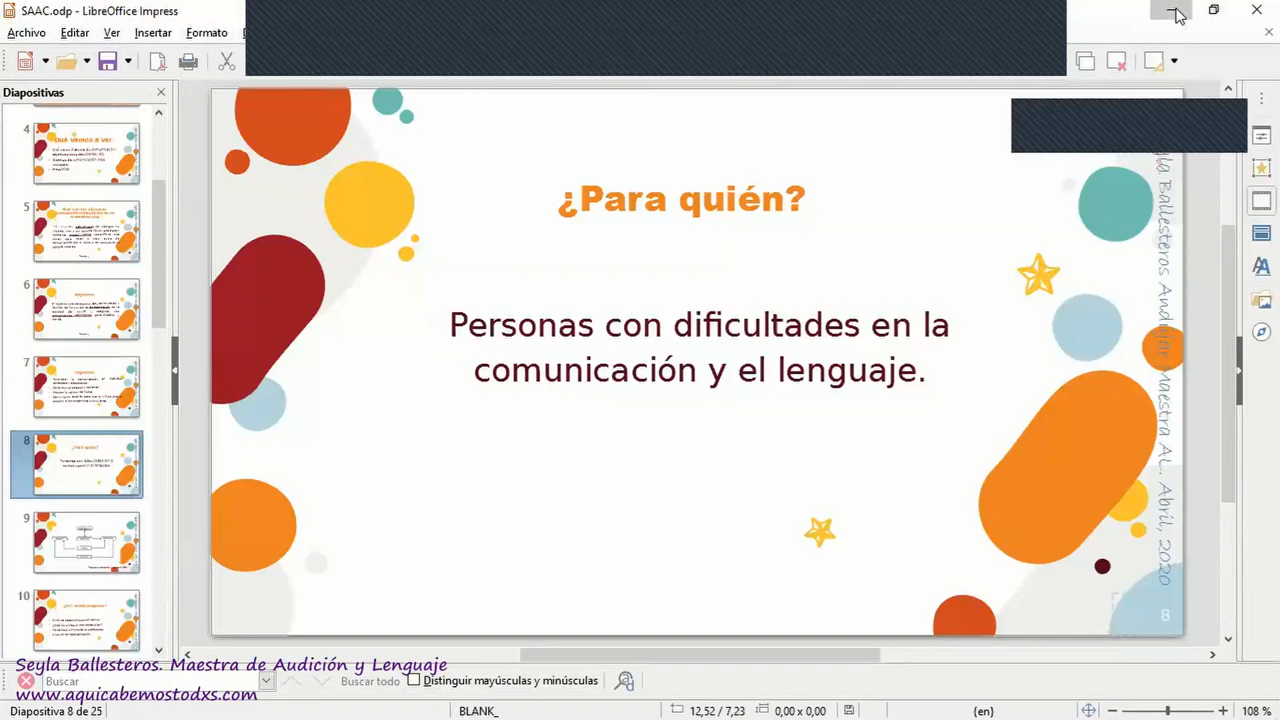 SAAC.odp - LibreOffice Impress
Archivo Editar Ver Insertar Formato
Diapositivas
4
5
6
7
8
9
10
¿Para quién?
Personas con dificultades en la
comunicación y el lenguaje.
Ballesteros Andújar Maestra AL. Abril, 2020
8
Seyla Ballesteros. Maestra de Audición y Lenguaje
www.aquicabemostodxs.com
Buscar
Buscar todo
Distinguir mayúsculas y minúsculas
Diapositiva 8 de 25
BLANK_
12,52 / 7,23
0,00 x 0,00
{en}
108 %